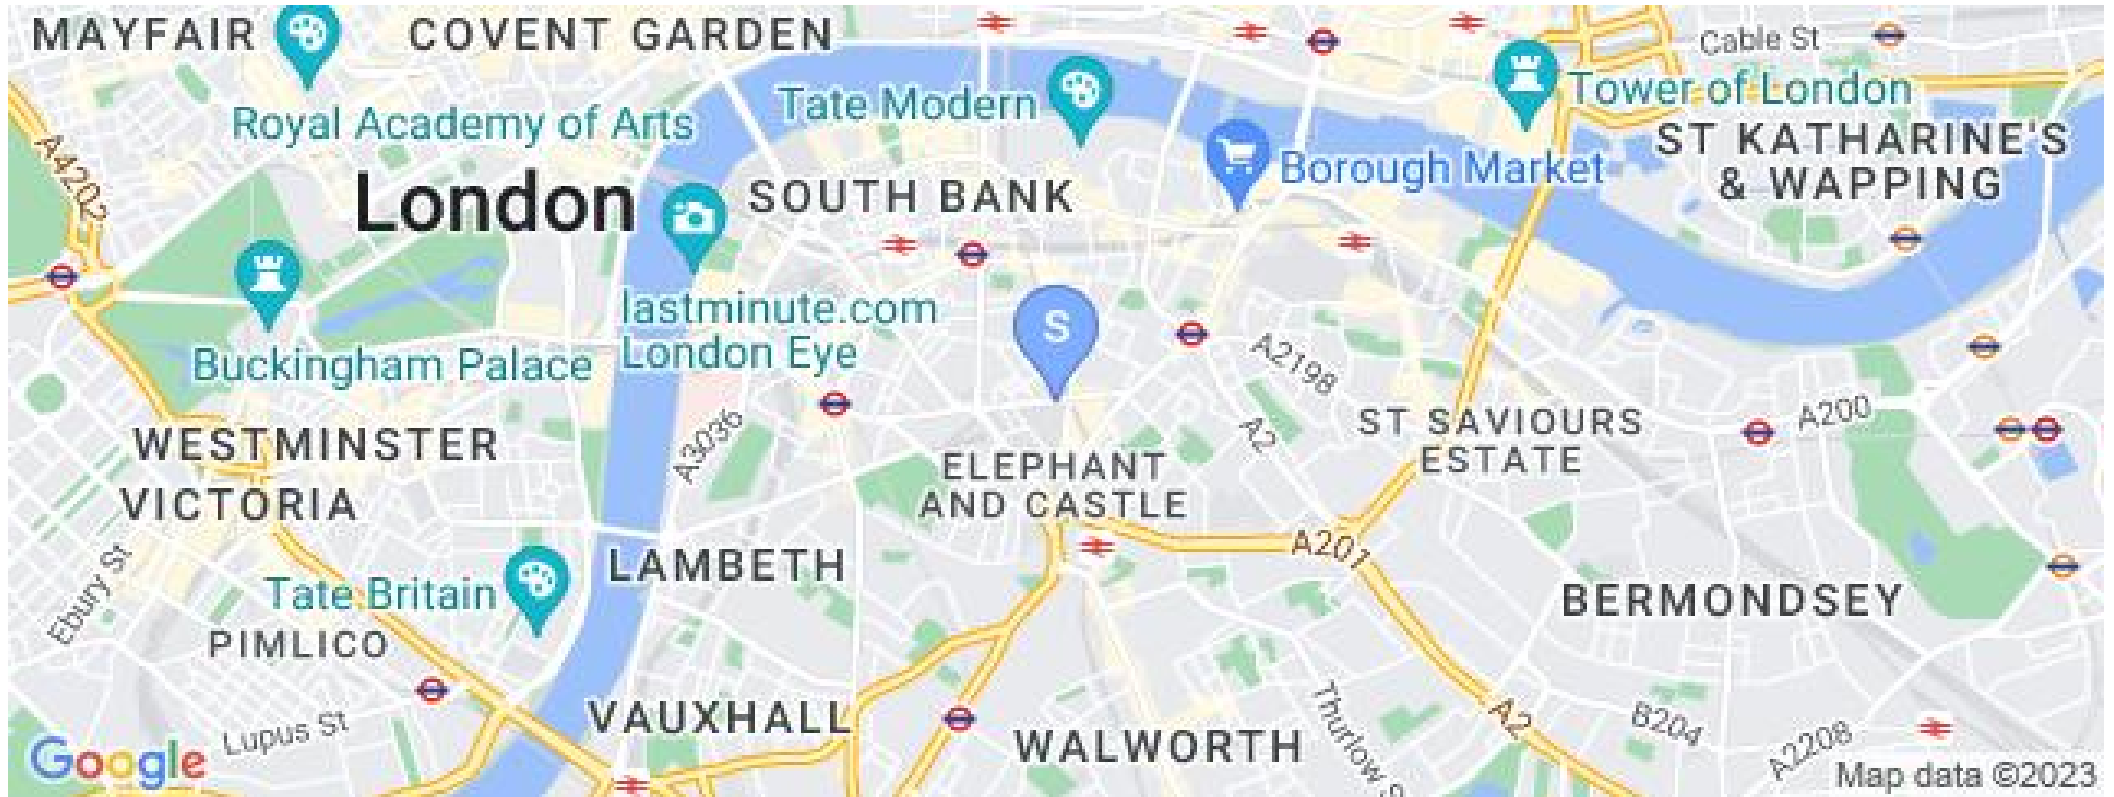 MAYFAIR
COVENT GARDEN
Cable St
Royal Academy of Arts
Tate Modern
Tower of London
A4202
London
SOUTH BANK
Borough Market
ST KATHARINE'S
& WAPPING
Buckingham Palace
lastminute.com
London Eye
S
A2198
A3036
A2
ST SAVIOURS
ESTATE
A200
WESTMINSTER
VICTORIA
ELEPHANT
AND CASTLE
Ebury St
LAMBETH
A201
Tate Britain
PIMLICO
BERMONDSEY
Lupus St
VAUXHALL
WALWORTH
Thurlow
A2
B204
A2208
Google
Map data ©2023